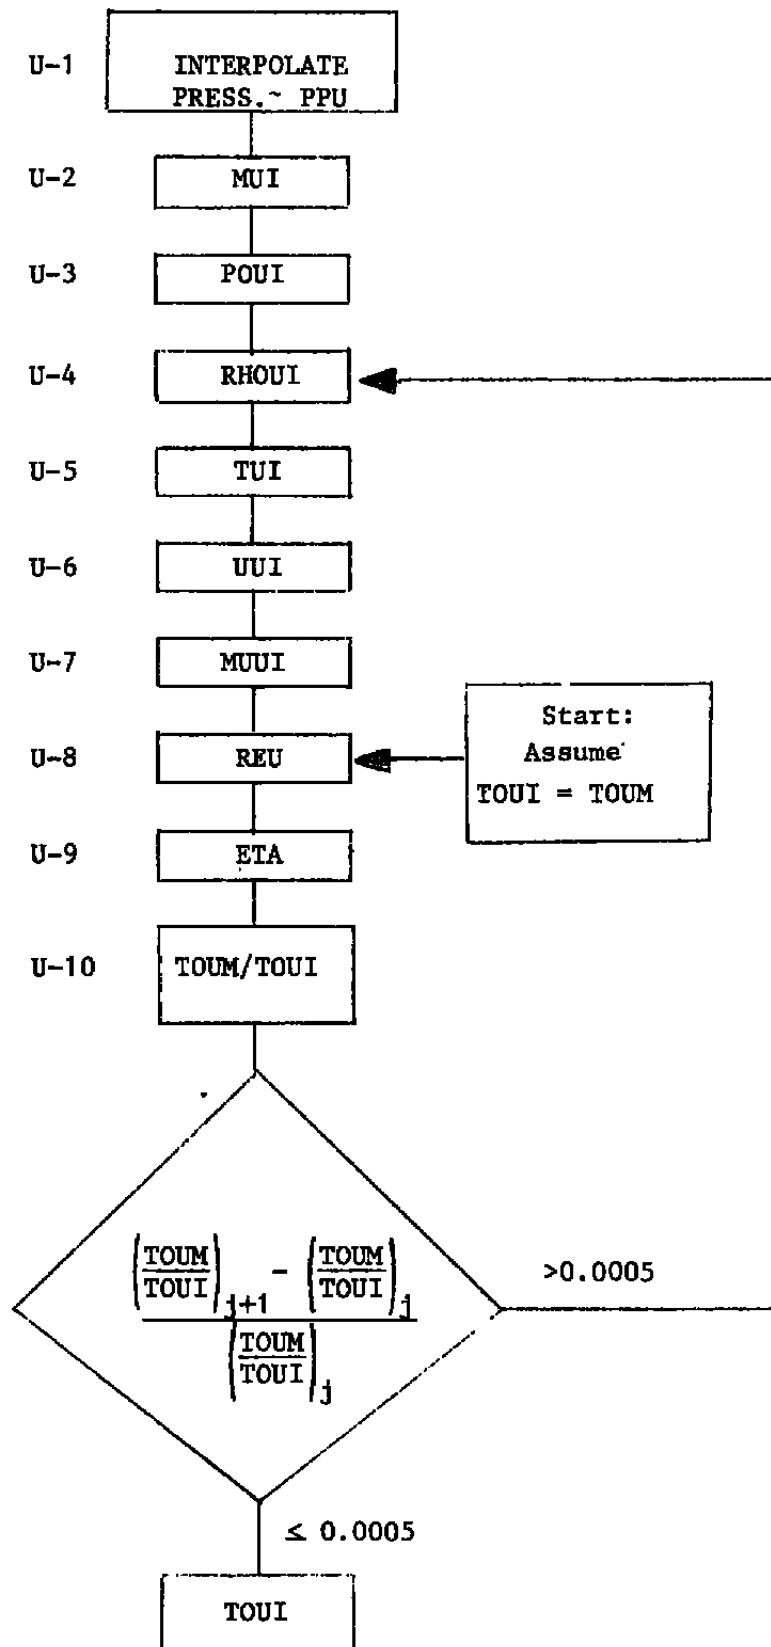 U-1 INTERPOLATE
PRESS.~ PPU
U-2 MUI
U-3 POUI
U-4 RHOUI
U-5 TUI
U-6 UUI
U-7 MUUI
Start:
Assume
TOUI = TOUM
U-8 REU
U-9 ETA
U-10 TOUM/TOUI
(TOUM/TOUI)j+1 - (TOUM/TOUI)j
(TOUM/TOUI)j
>0.0005
≤ 0.0005
TOUI